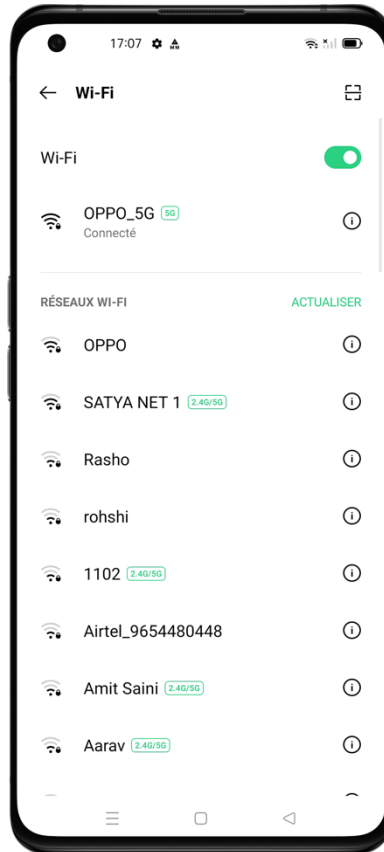 17:07
Wi-Fi
Wi-Fi
OPPO_5G 5G
Connecté
RÉSEAUX WI-FI ACTUALISER
OPPO
SATYA NET 1 2.4G/5G
Rasho
rohshi
1102 2.4G/5G
Airtel_9654480448
Amit Saini 2.4G/5G
Aarav 2.4G/5G